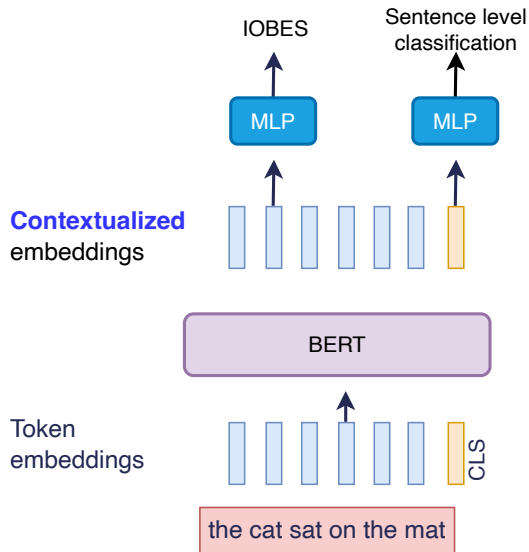 IOBES
Sentence level
classification
MLP
MLP
Contextualized
embeddings
BERT
Token
embeddings
CLS
the cat sat on the mat